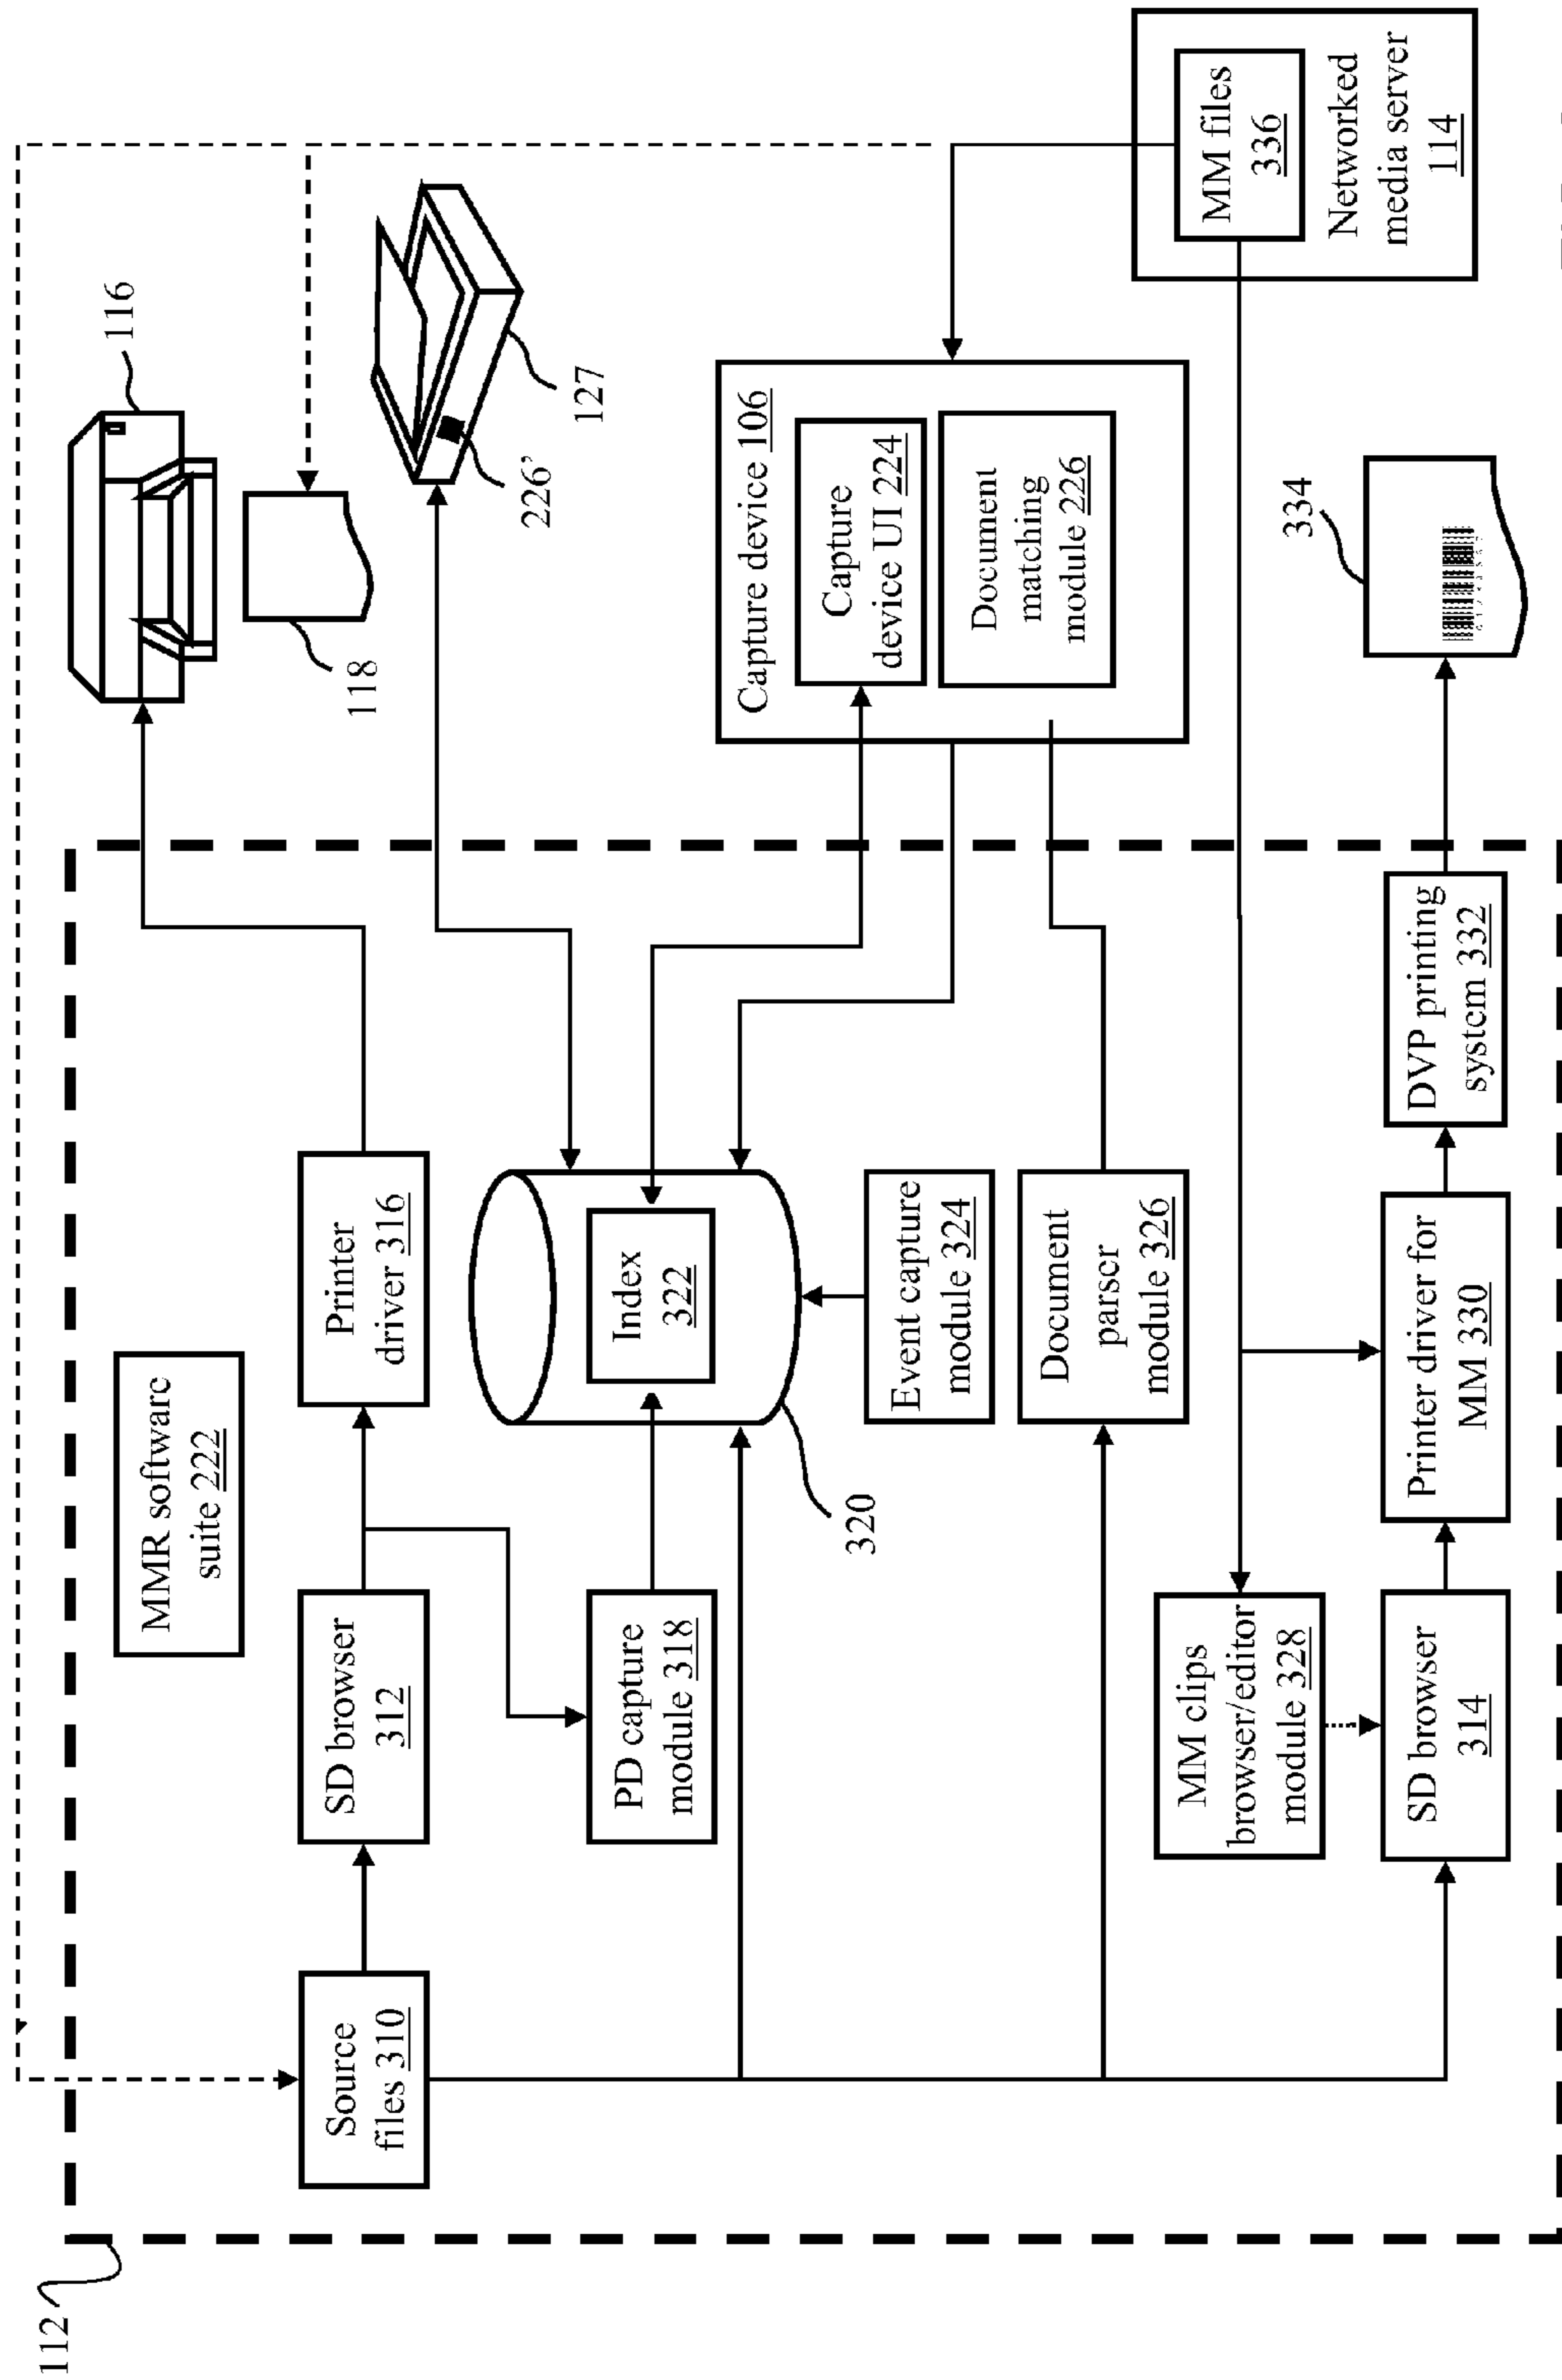 112
116
MMR software
suite 222
Source
files 310
SD browser
312
Printer
driver 316
118
226'
127
PD capture
module 318
Index
322
320
Capture device 106
Capture
device UI 224
Event capture
module 324
Document
matching
module 226
Document
parser
module 326
MM clips
browser/editor
module 328
MM files
336
Networked
media server
114
SD browser
314
Printer driver for
MM 330
DVP printing
system 332
334